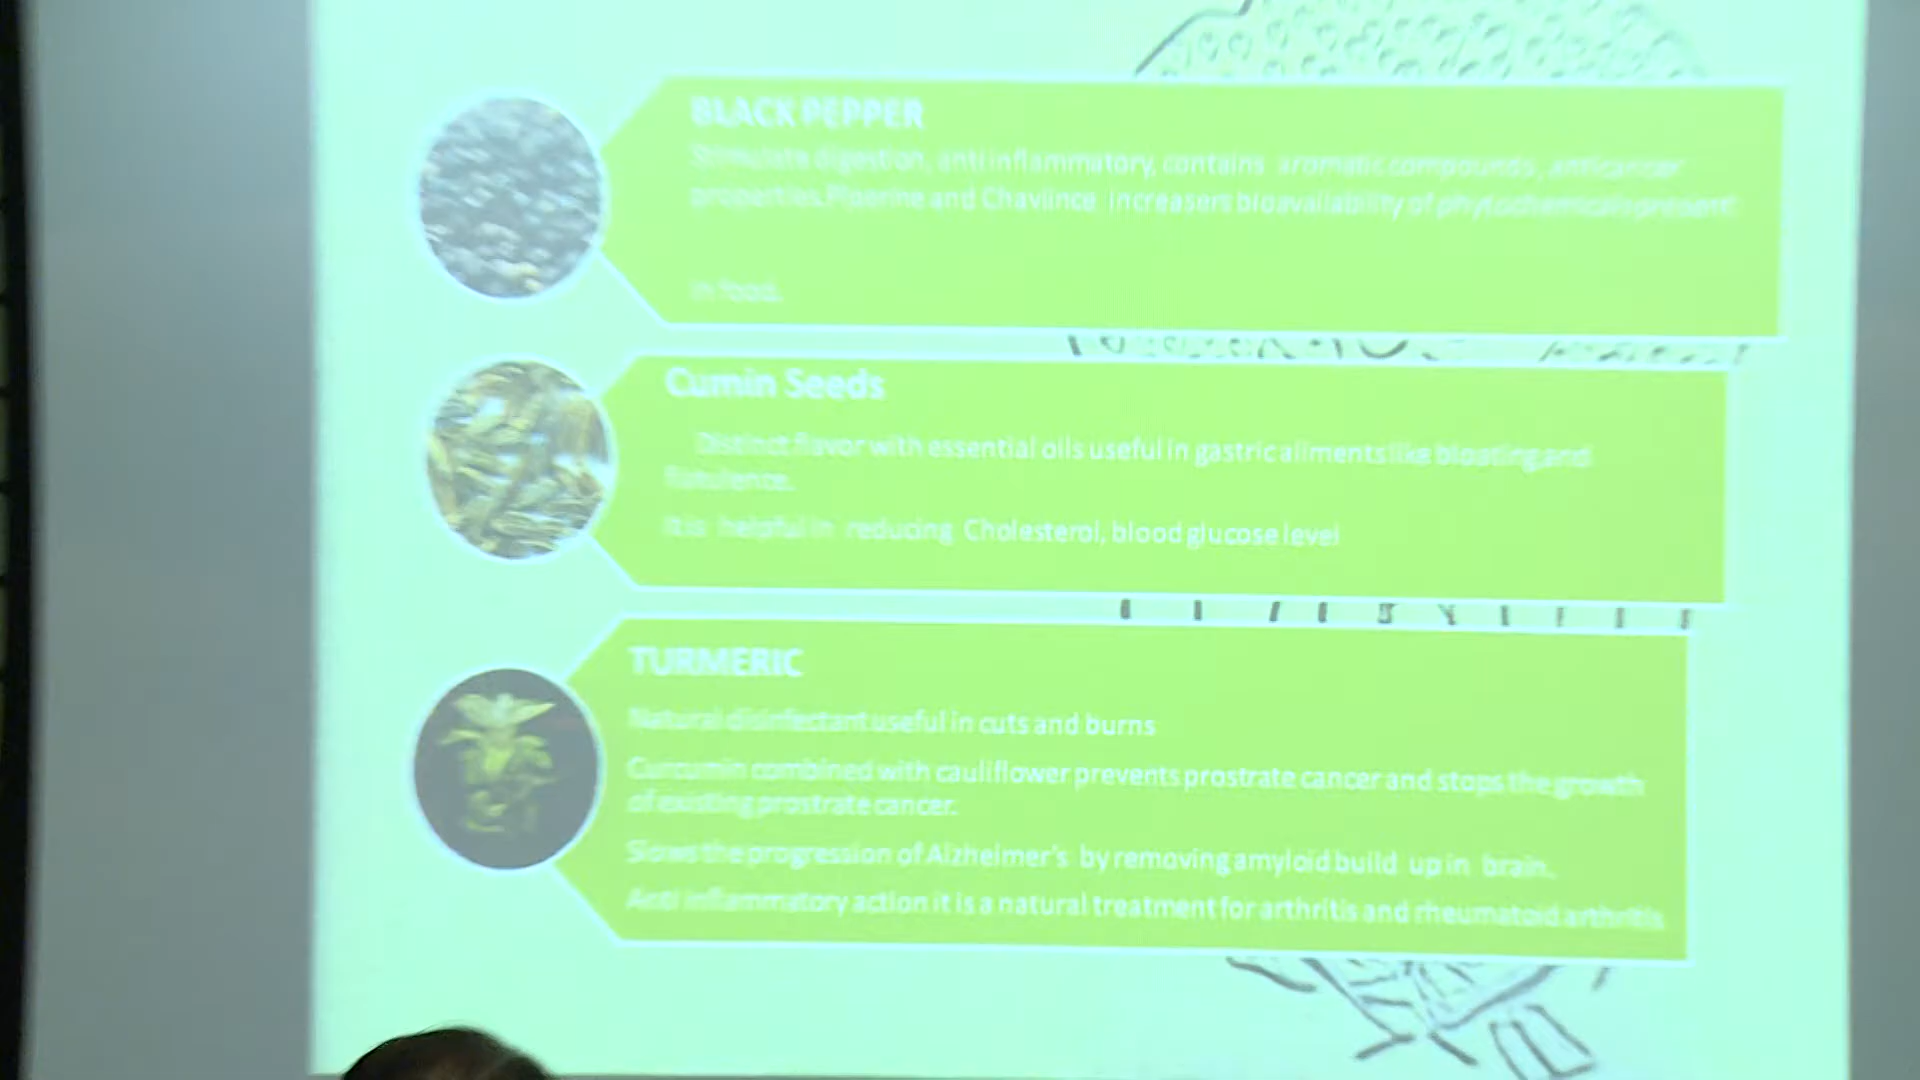 BLACK PEPPER
Stimulate digestion, anti inflammatory, contains aromatic compounds, anticancer
properties. Piperine and Chaviince increasers bioavailability of phytochemicals present
in food.
Cumin Seeds
Distinct flavor with essential oils useful in gastric ailments like bloating and
flatulence.
It is helpful in reducing Cholesterol, blood glucose level
TURMERIC
Natural disinfectant useful in cuts and burns
Curcumin combined with cauliflower prevents prostrate cancer and stops the growth
of existing prostrate cancer.
Slows the progression of Alzheimer's by removing amyloid build up in brain.
Anti inflammatory action it is a natural treatment for arthritis and rheumatoid arthritis